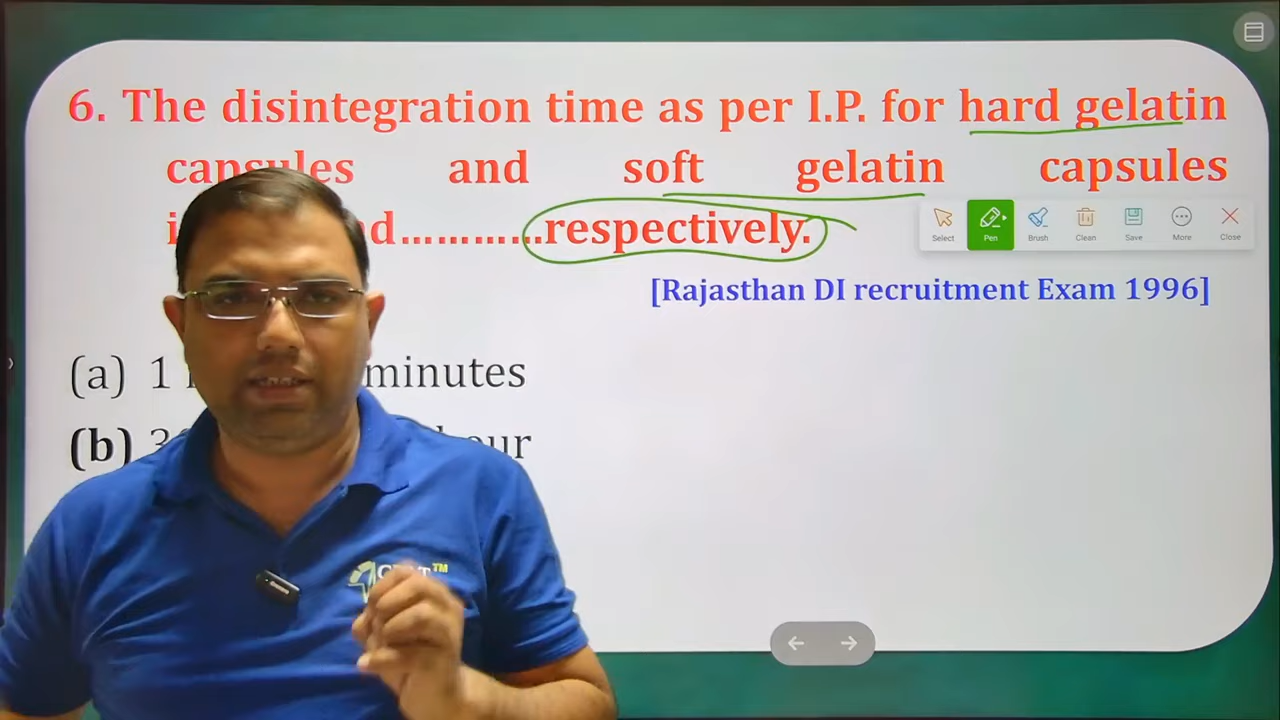 6. The disintegration time as per I.P. for hard gelatin
capsules and soft gelatin capsules
…………respectively.
Select Pen Brush Clean Save More Close
[Rajasthan DI recruitment Exam 1996]
(a) 1 minutes
(b)
TM